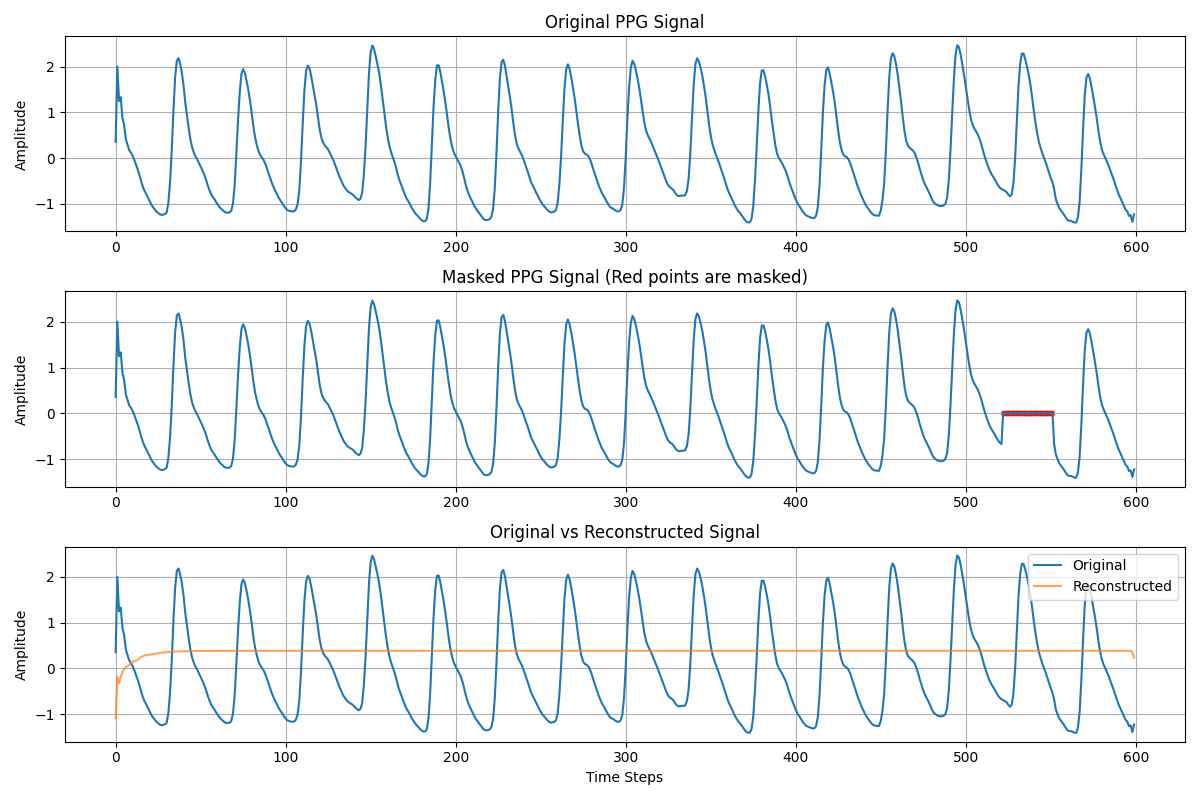 Original PPG Signal
Amplitude
2
1
0
−1
0 100 200 300 400 500 600
Masked PPG Signal (Red points are masked)
Amplitude
2
1
0
−1
0 100 200 300 400 500 600
Original vs Reconstructed Signal
Amplitude
2
1
0
−1
Original
Reconstructed
0 100 200 300 400 500 600
Time Steps